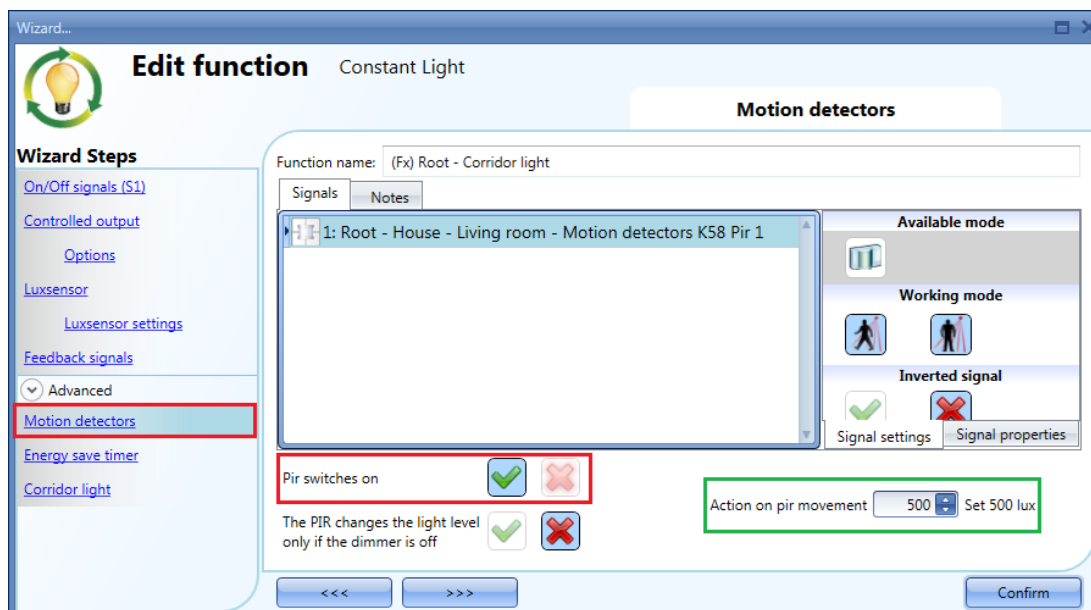 Wizard...
Edit function Constant Light
Motion detectors
Wizard Steps
On/Off signals (S1)
Controlled output
Options
Luxsensor
Luxsensor settings
Feedback signals
Advanced
Motion detectors
Energy save timer
Corridor light
Function name: (Fx) Root - Corridor light
Signals Notes
1: Root - House - Living room - Motion detectors K58 Pir 1
Available mode
Working mode
Inverted signal
Signal settings Signal properties
Pir switches on
The PIR changes the light level
only if the dimmer is off
Action on pir movement 500 Set 500 lux
<<< >>> Confirm